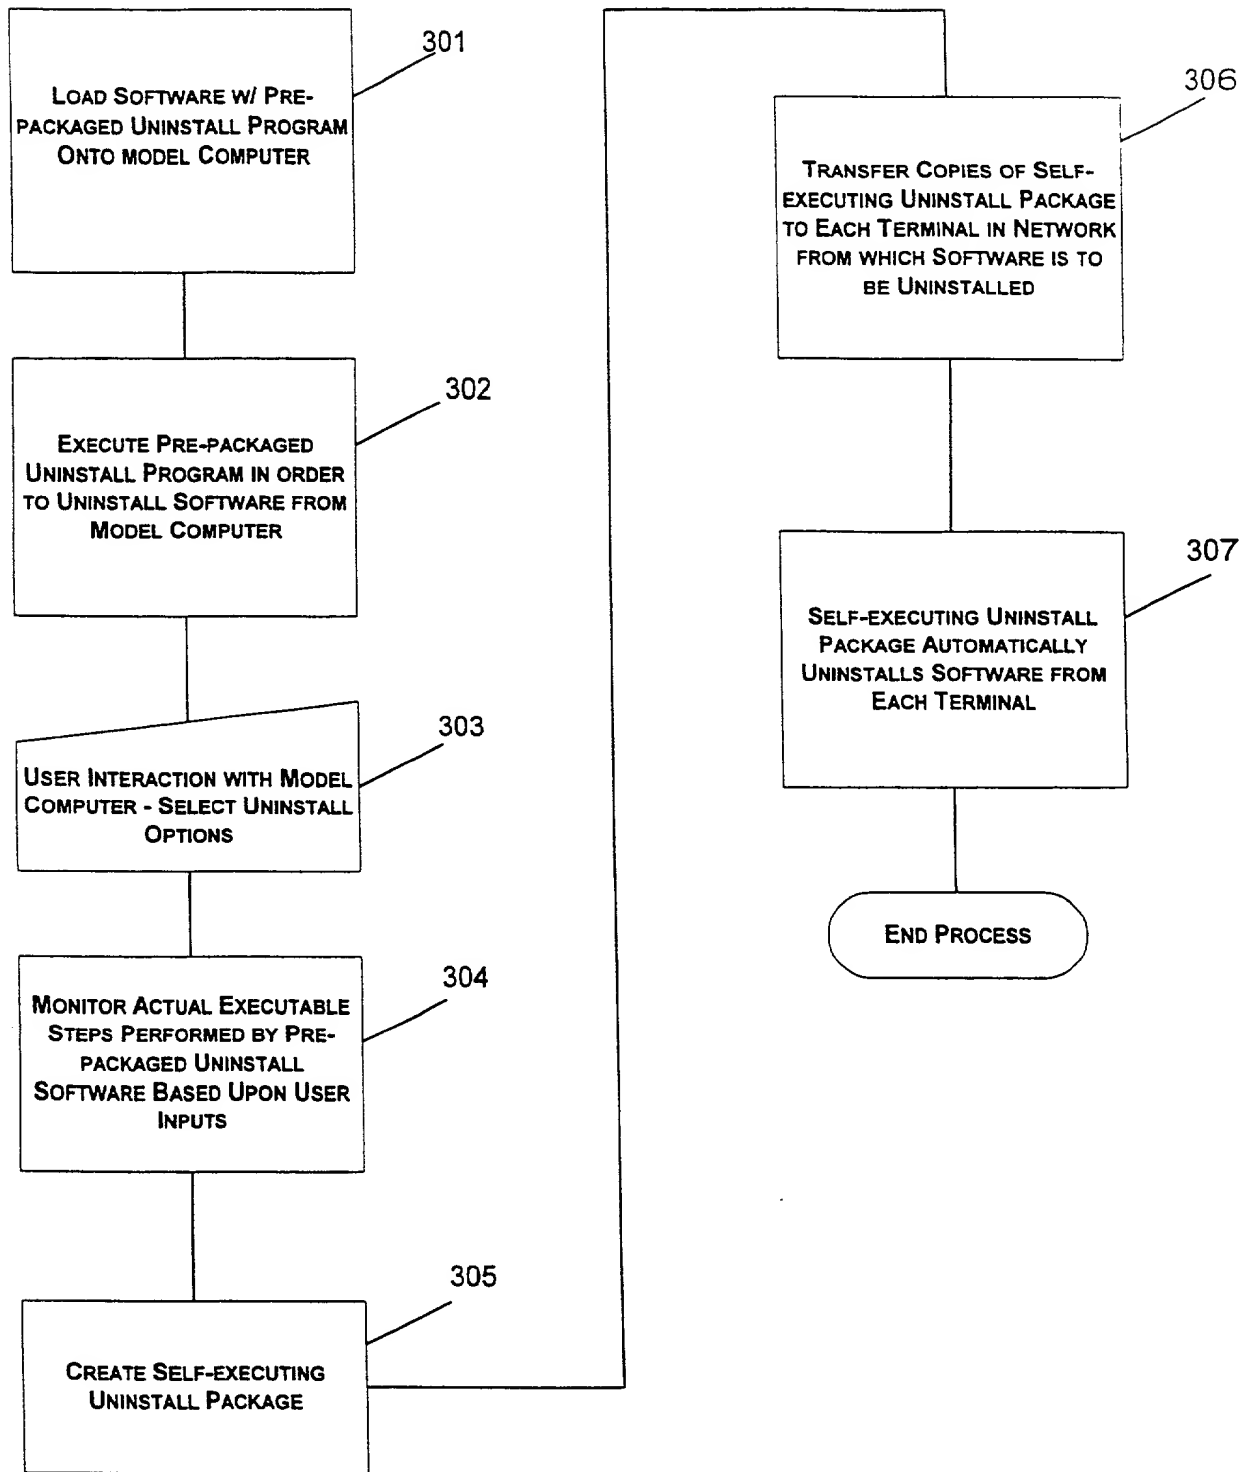 301
LOAD SOFTWARE W/ PRE-
PACKAGED UNINSTALL PROGRAM
ONTO MODEL COMPUTER
302
EXECUTE PRE-PACKAGED
UNINSTALL PROGRAM IN ORDER
TO UNINSTALL SOFTWARE FROM
MODEL COMPUTER
303
USER INTERACTION WITH MODEL
COMPUTER - SELECT UNINSTALL
OPTIONS
304
MONITOR ACTUAL EXECUTABLE
STEPS PERFORMED BY PRE-
PACKAGED UNINSTALL
SOFTWARE BASED UPON USER
INPUTS
305
CREATE SELF-EXECUTING
UNINSTALL PACKAGE
306
TRANSFER COPIES OF SELF-
EXECUTING UNINSTALL PACKAGE
TO EACH TERMINAL IN NETWORK
FROM WHICH SOFTWARE IS TO
BE UNINSTALLED
307
SELF-EXECUTING UNINSTALL
PACKAGE AUTOMATICALLY
UNINSTALLS SOFTWARE FROM
EACH TERMINAL
END PROCESS